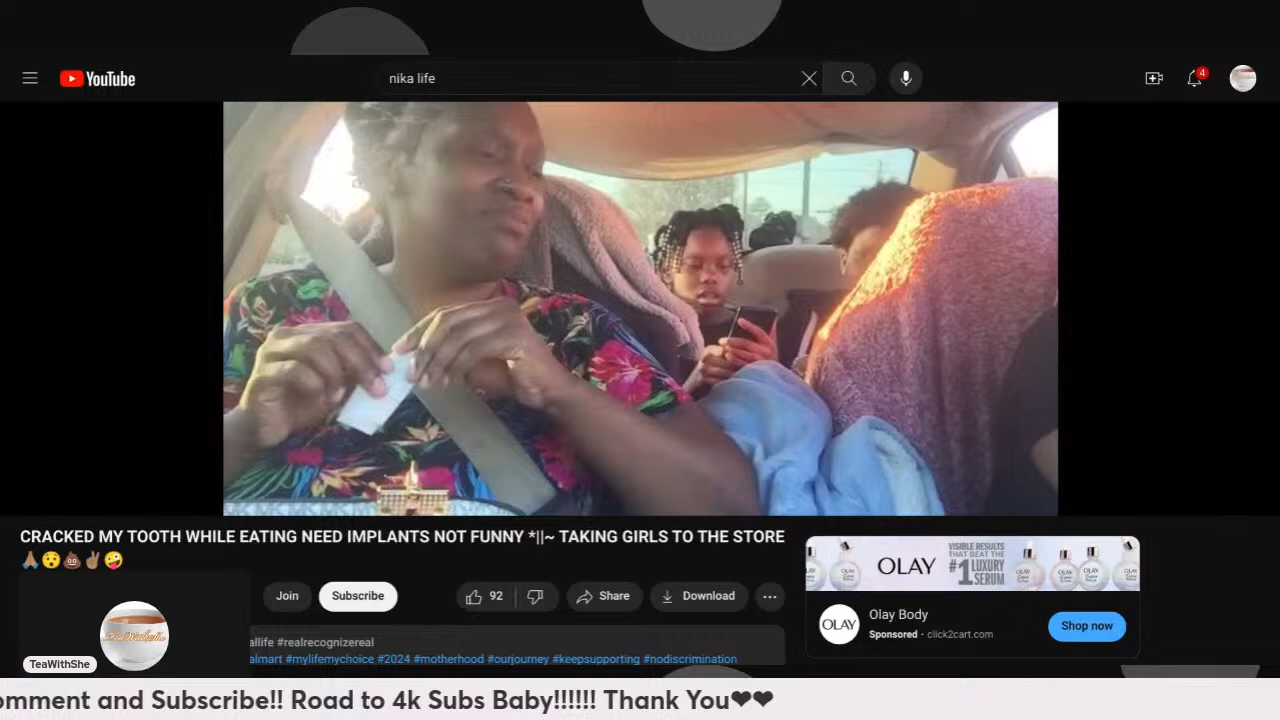 YouTube
nika life
4
CRACKED MY TOOTH WHILE EATING NEED IMPLANTS NOT FUNNY *||~ TAKING GIRLS TO THE STORE
🙏🏽😯💩✌🏽🤪
Join
Subscribe
92
Share
Download
allife #realrecognizereal
almart #mylifemychoice #2024 #motherhood #ourjourney #keepsupporting #nodiscrimination
OLAY
VISIBLE RESULTS
THAT BEAT THE
#1 LUXURY
SERUM
OLAY
Olay Body
Sponsored · click2cart.com
Shop now
TeaWithShe
TeaWithShe
omment and Subscribe!! Road to 4k Subs Baby!!!!!! Thank You❤❤